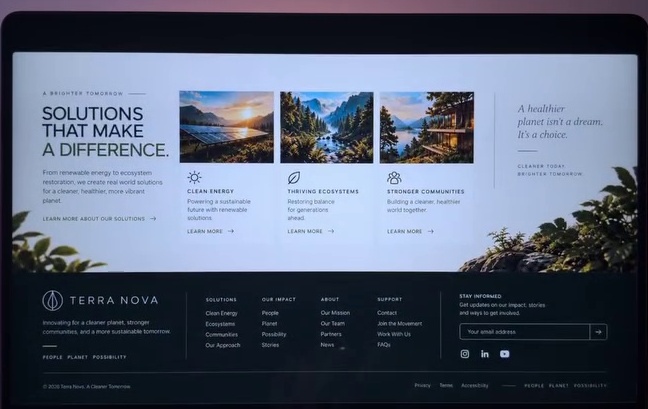 A BRIGHTER TOMORROW
SOLUTIONS
THAT MAKE
A DIFFERENCE.
From renewable energy to ecosystem
restoration, we create real world solutions
for a cleaner, healthier, more vibrant
planet.
LEARN MORE ABOUT OUR SOLUTIONS →
CLEAN ENERGY
Powering a sustainable
future with renewable
solutions.
LEARN MORE →
THRIVING ECOSYSTEMS
Restoring balance
for generations
ahead.
LEARN MORE →
STRONGER COMMUNITIES
Building a cleaner, healthier
world together.
LEARN MORE →
A healthier
planet isn't a dream.
It's a choice.
CLEANER TODAY.
BRIGHTER TOMORROW.
TERRA NOVA
Innovating for a cleaner planet, stronger
communities, and a more sustainable tomorrow.
PEOPLE PLANET POSSIBILITY
SOLUTIONS
Clean Energy
Ecosystems
Communities
Our Approach
OUR IMPACT
People
Planet
Possibility
Stories
ABOUT
Our Mission
Our Team
Partners
News
SUPPORT
Contact
Join the Movement
Work With Us
FAQs
STAY INFORMED
Get updates on our impact, stories
and ways to get involved.
Your email address →
in
© 2026 Terra Nova. A Cleaner Tomorrow.
Privacy Terms Accessibility PEOPLE PLANET POSSIBILITY